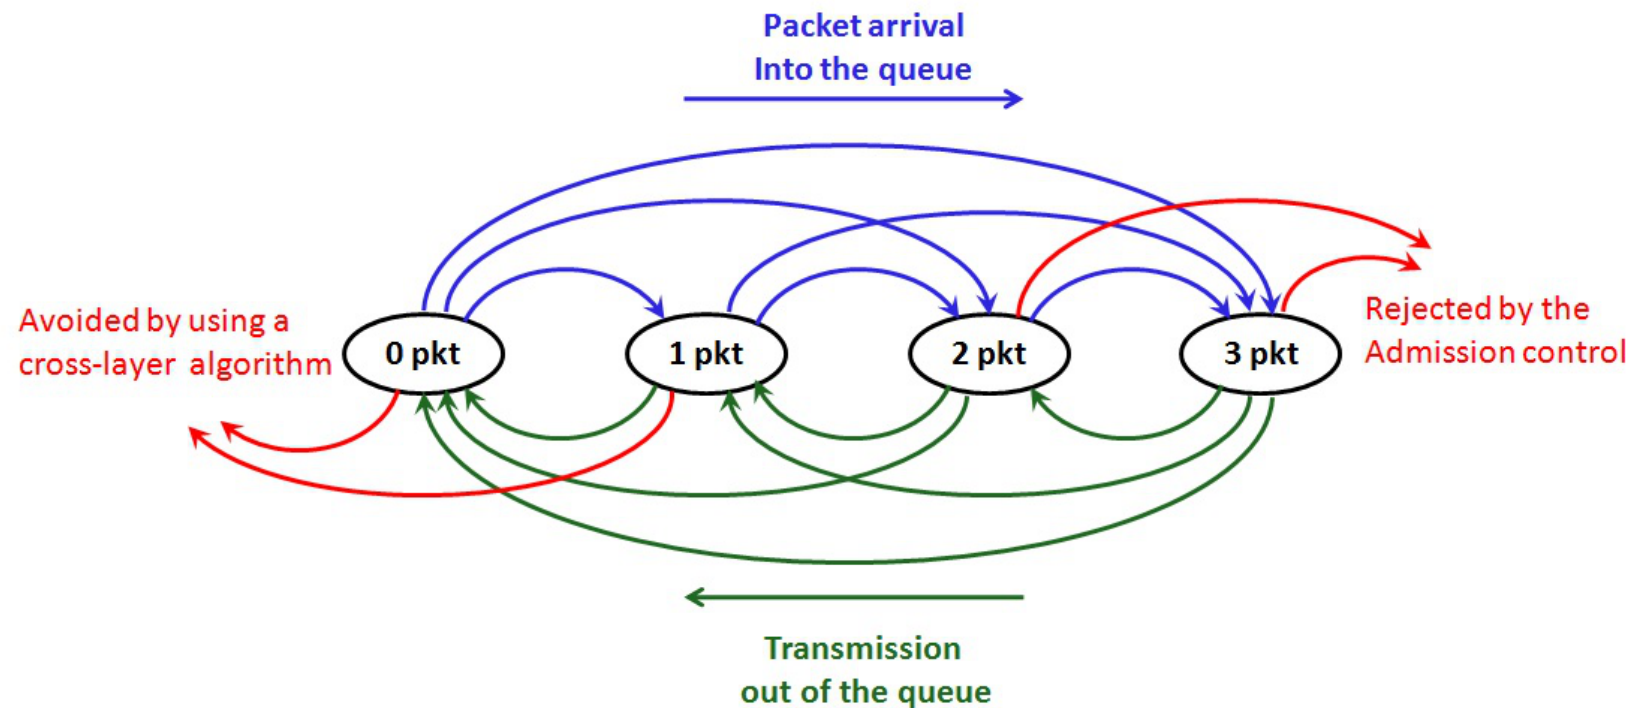 Packet arrival
Into the queue
Avoided by using a
cross-layer algorithm
0 pkt
1 pkt
2 pkt
3 pkt
Rejected by the
Admission control
Transmission
out of the queue